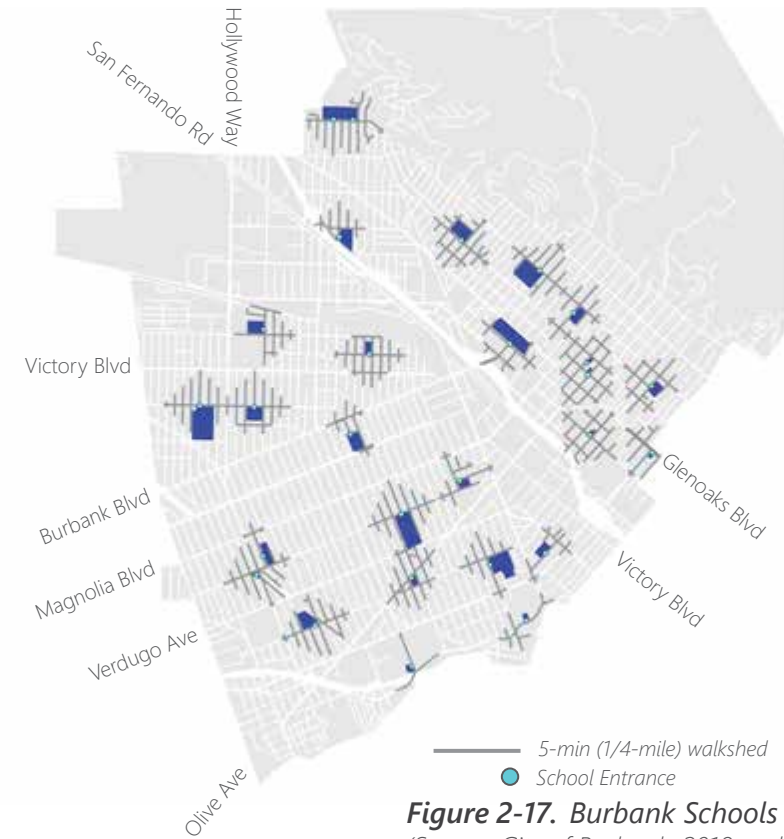 Hollywood Way
San Fernando Rd
Victory Blvd
Burbank Blvd
Magnolia Blvd
Verdugo Ave
Olive Ave
Glenoaks Blvd
Victory Blvd
5-min (1/4-mile) walkshed
School Entrance
Figure 2-17. Burbank Schools